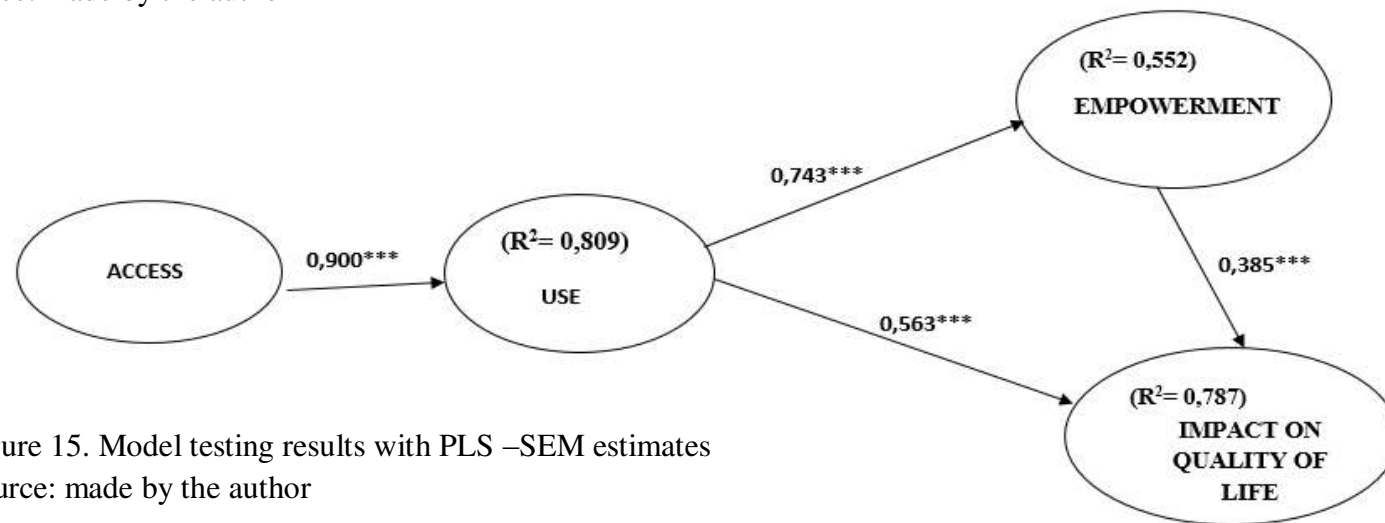 (R²= 0,552)
EMPOWERMENT
0,743***
(R²= 0,809)
USE
0,900***
ACCESS
0,385***
0,563***
(R²= 0,787)
IMPACT ON
QUALITY OF
LIFE
ure 15. Model testing results with PLS –SEM estimates
urce: made by the author